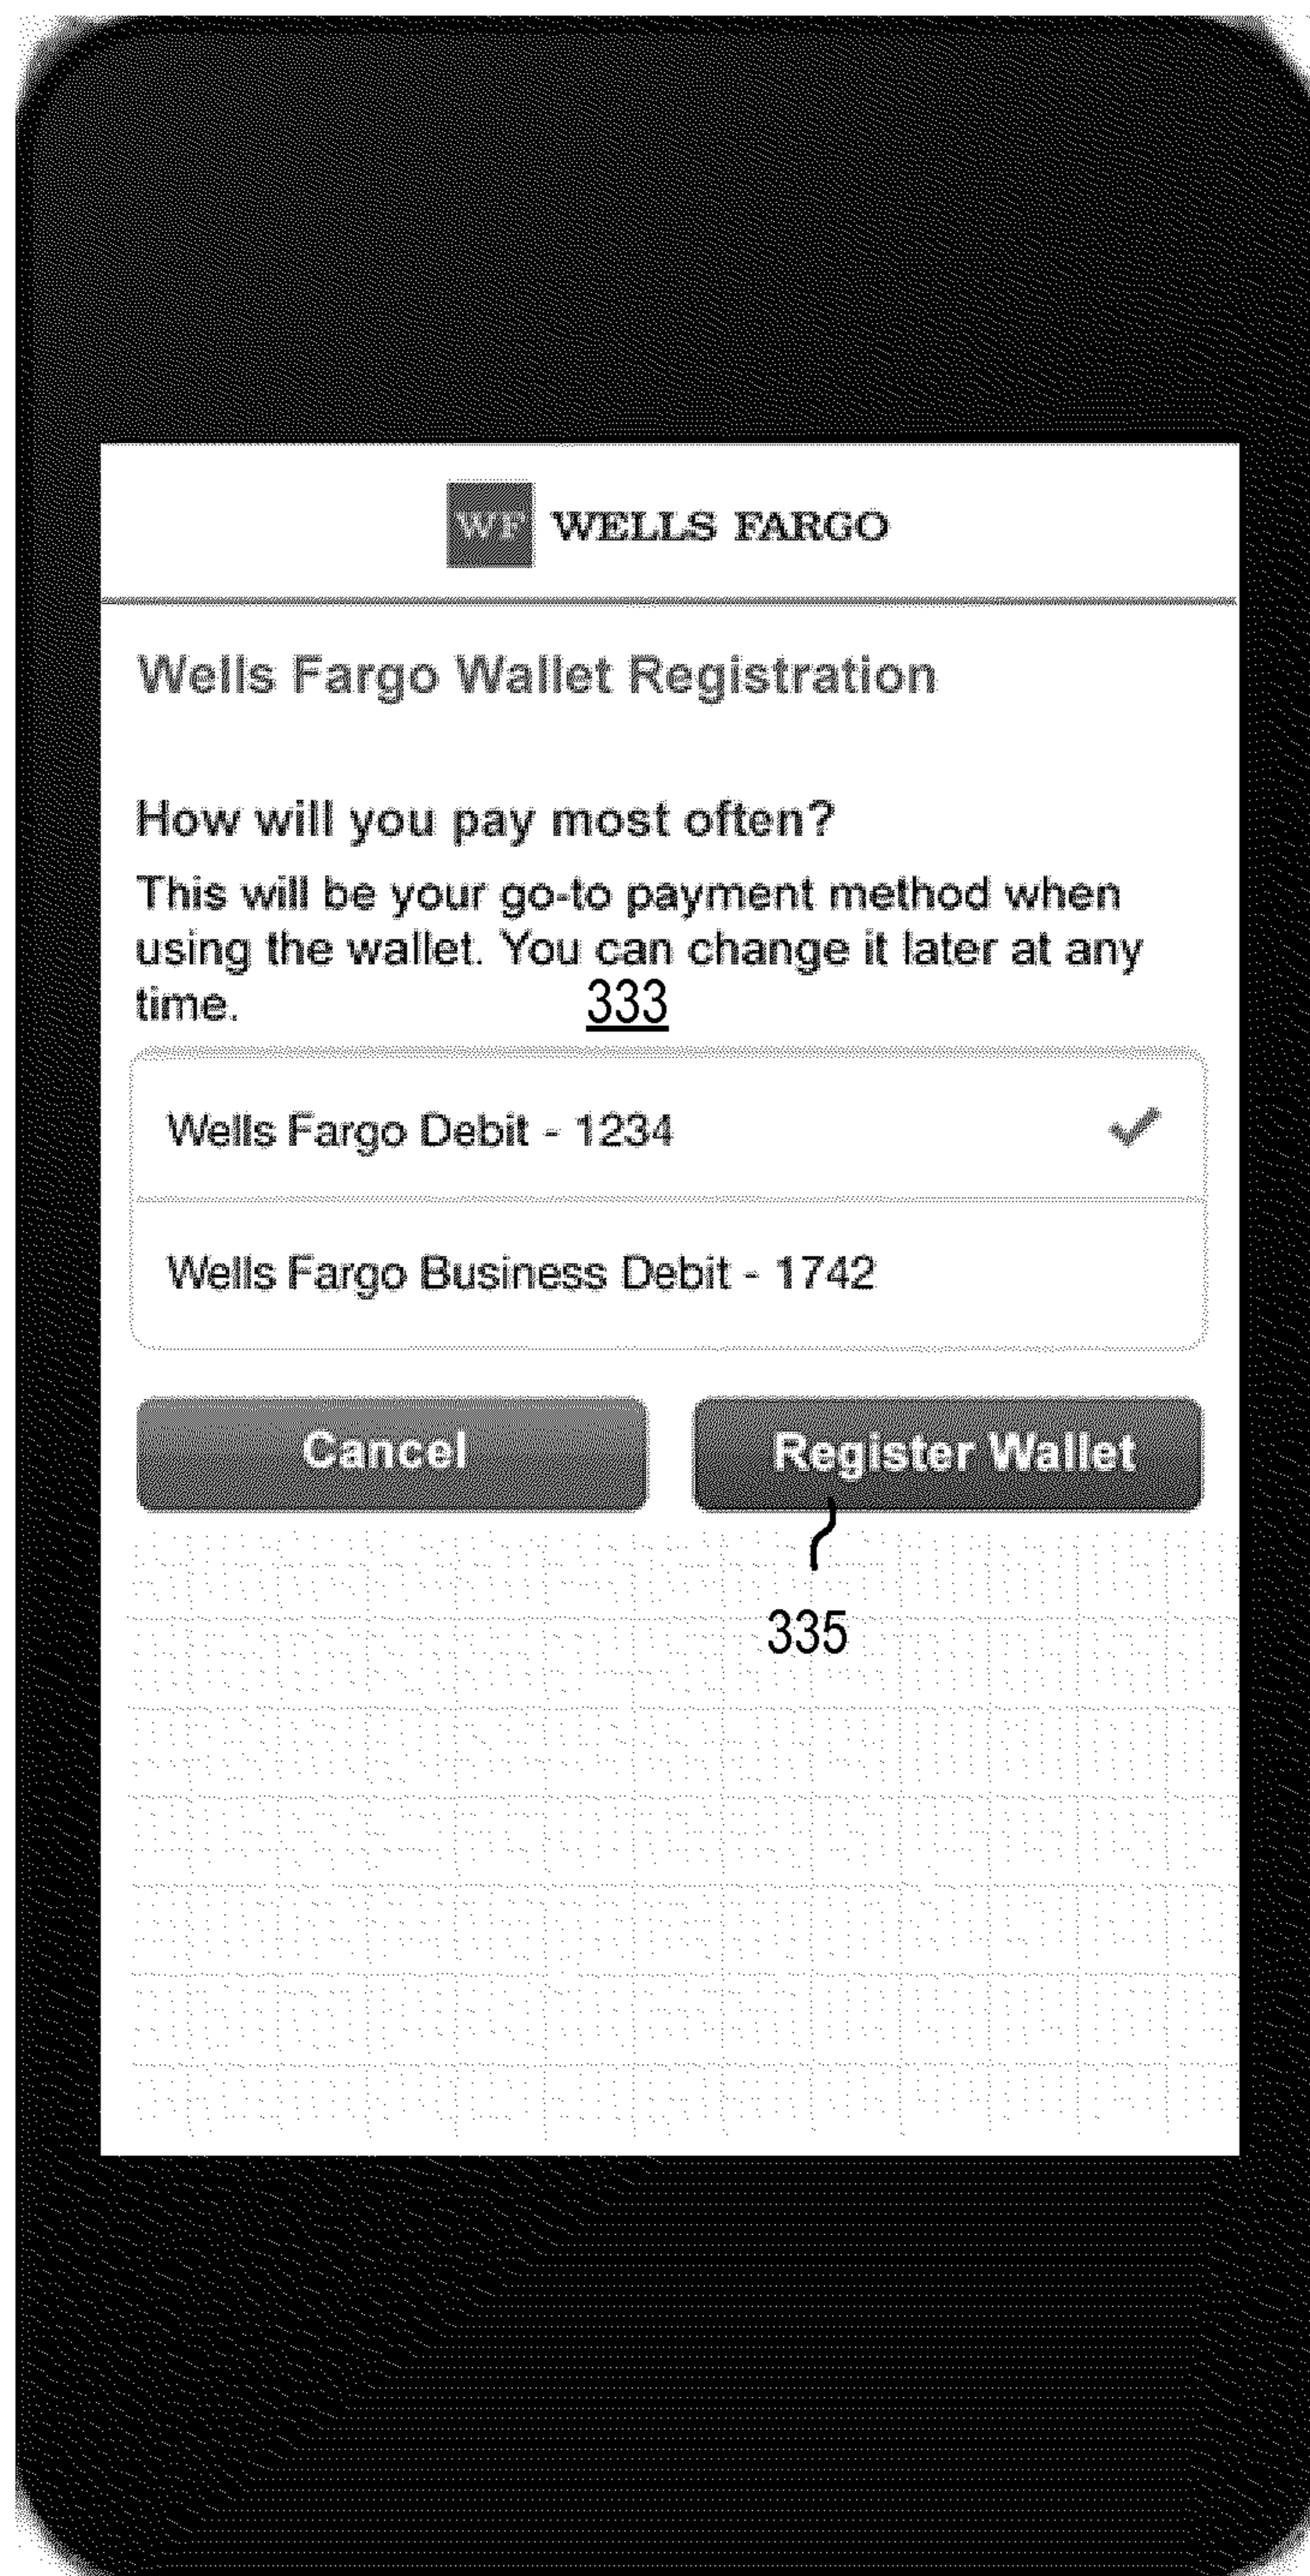 WF WELLS FARGO
Wells Fargo Wallet Registration
How will you pay most often?
This will be your go-to payment method when
using the wallet. You can change it later at any
time.
333
Wells Fargo Debit - 1234
Wells Fargo Business Debit - 1742
Cancel
Register Wallet
335